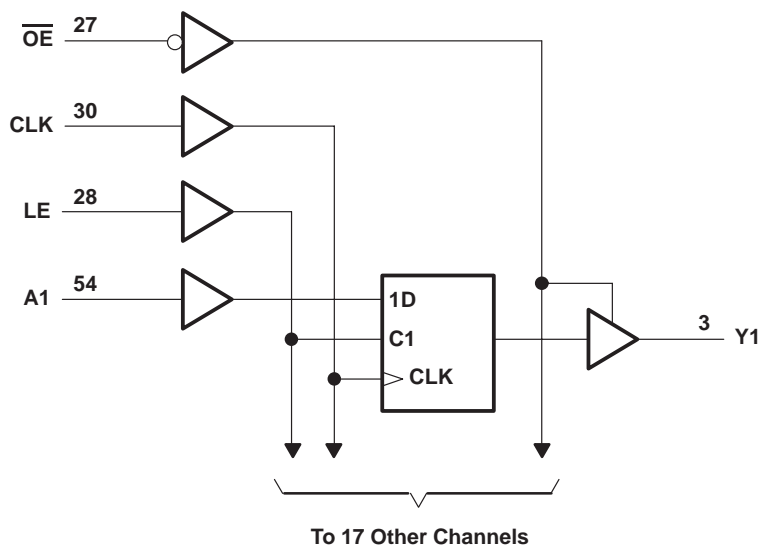 OE 27
CLK 30
LE 28
A1 54
1D
C1
CLK
3 Y1
To 17 Other Channels